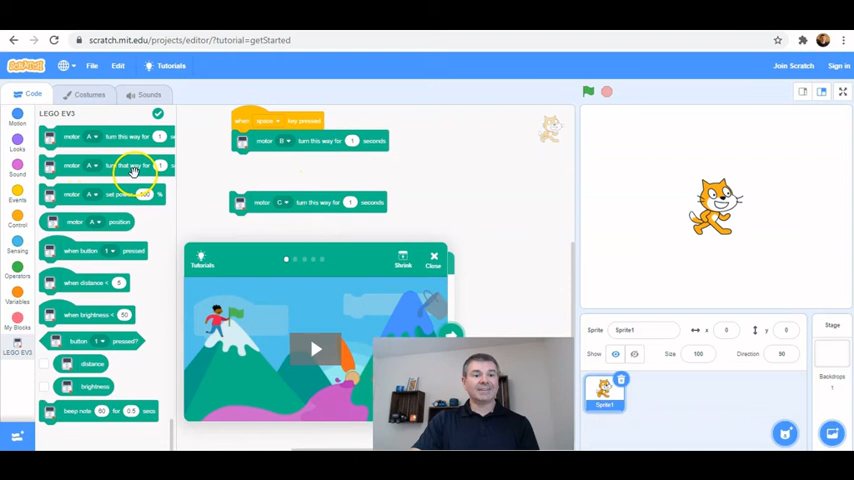 scratch.mit.edu/projects/editor/?tutorial=getStarted
SCRATCH File Edit Tutorials Join Scratch Sign in
Code Costumes Sounds
Motion
Looks
Sound
Events
Control
Sensing
Operators
Variables
My Blocks
LEGO EV3
LEGO EV3
motor A turn this way for 1 se
motor A turn that way for 1 se
motor A set power 100 %
motor A position
when button 1 pressed
when distance < 5
when brightness < 50
button 1 pressed?
distance
brightness
beep note 60 for 0.5 secs
when space key pressed
motor B turn this way for 1 seconds
motor C turn this way for 1 seconds
Tutorials Shrink Close
Sprite Sprite1 x 0 y 0
Show Size 100 Direction 90
Sprite1
Stage
Backdrops
1